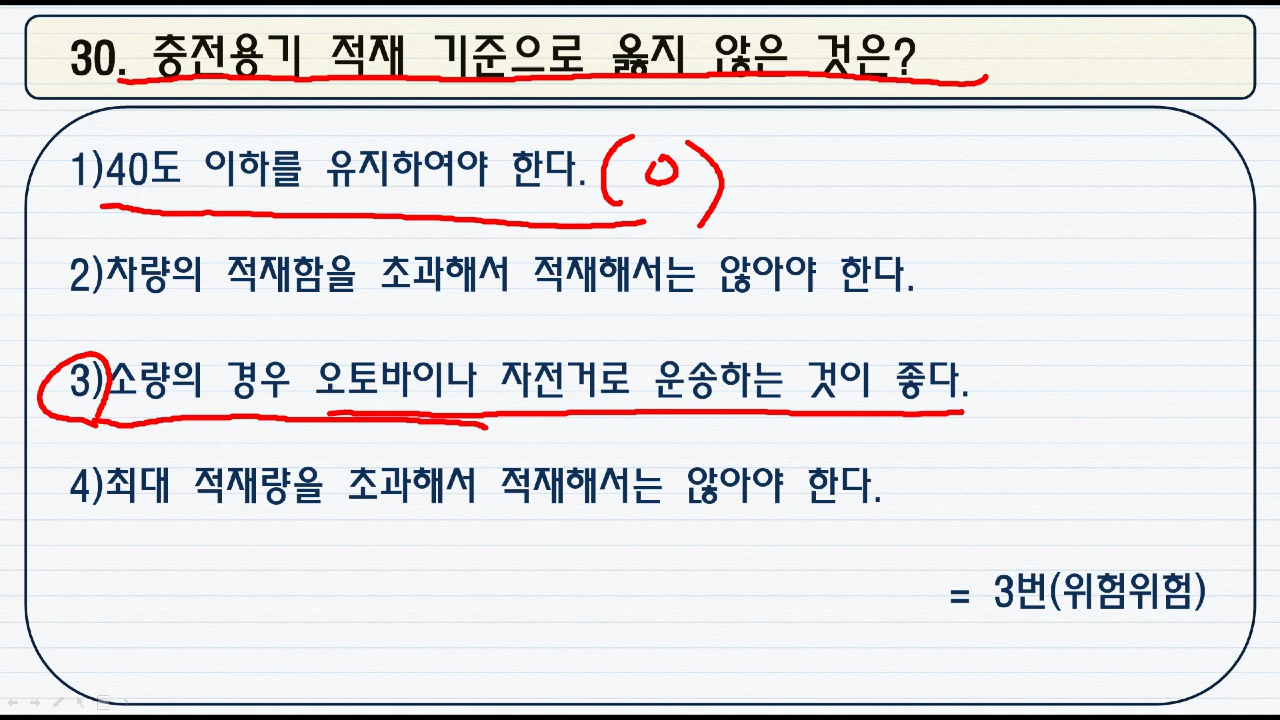 30. 충전용기 적재 기준으로 옳지 않은 것은?
1)40도 이하를 유지하여야 한다. (O)
2)차량의 적재함을 초과해서 적재해서는 않아야 한다.
3)소량의 경우 오토바이나 자전거로 운송하는 것이 좋다.
4)최대 적재량을 초과해서 적재해서는 않아야 한다.
= 3번(위험위험)